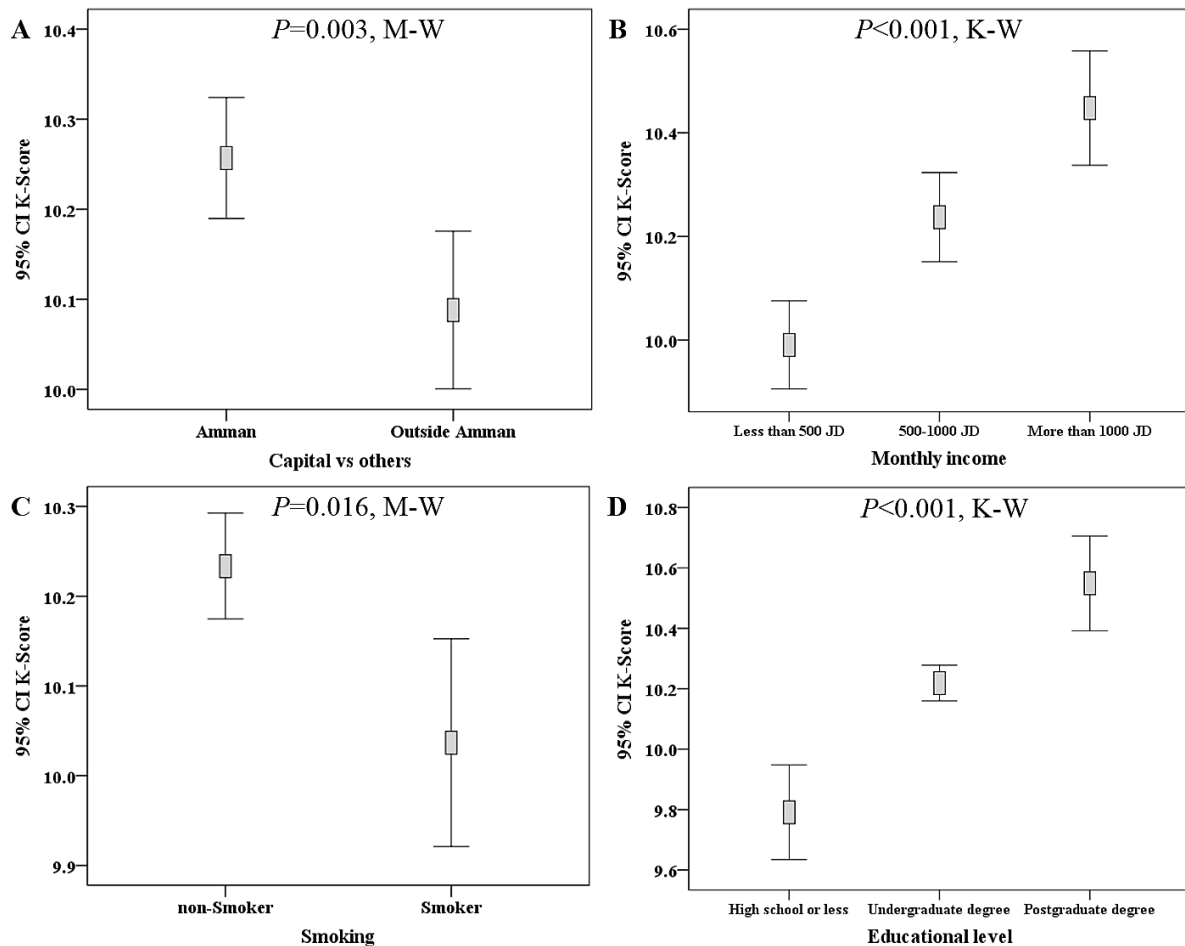 A
P=0.003, M-W
95% CI K-Score
10.4
10.3
10.2
10.1
10.0
Amman
Outside Amman
Capital vs others
B
P<0.001, K-W
95% CI K-Score
10.6
10.4
10.2
10.0
Less than 500 JD
500-1000 JD
More than 1000 JD
Monthly income
C
P=0.016, M-W
95% CI K-Score
10.3
10.2
10.1
10.0
9.9
non-Smoker
Smoker
Smoking
D
P<0.001, K-W
95% CI K-Score
10.8
10.6
10.4
10.2
10.0
9.8
9.6
High school or less
Undergraduate degree
Postgraduate degree
Educational level